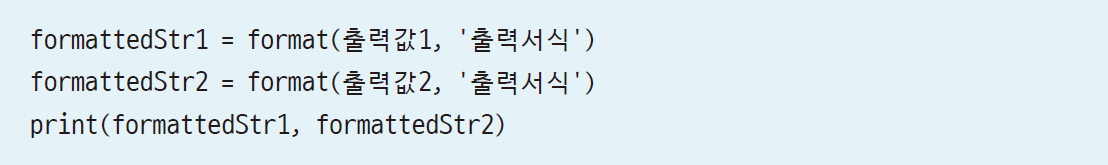 formattedStr1 = format(출력값1, '출력서식')
formattedStr2 = format(출력값2, '출력서식')
print(formattedStr1, formattedStr2)